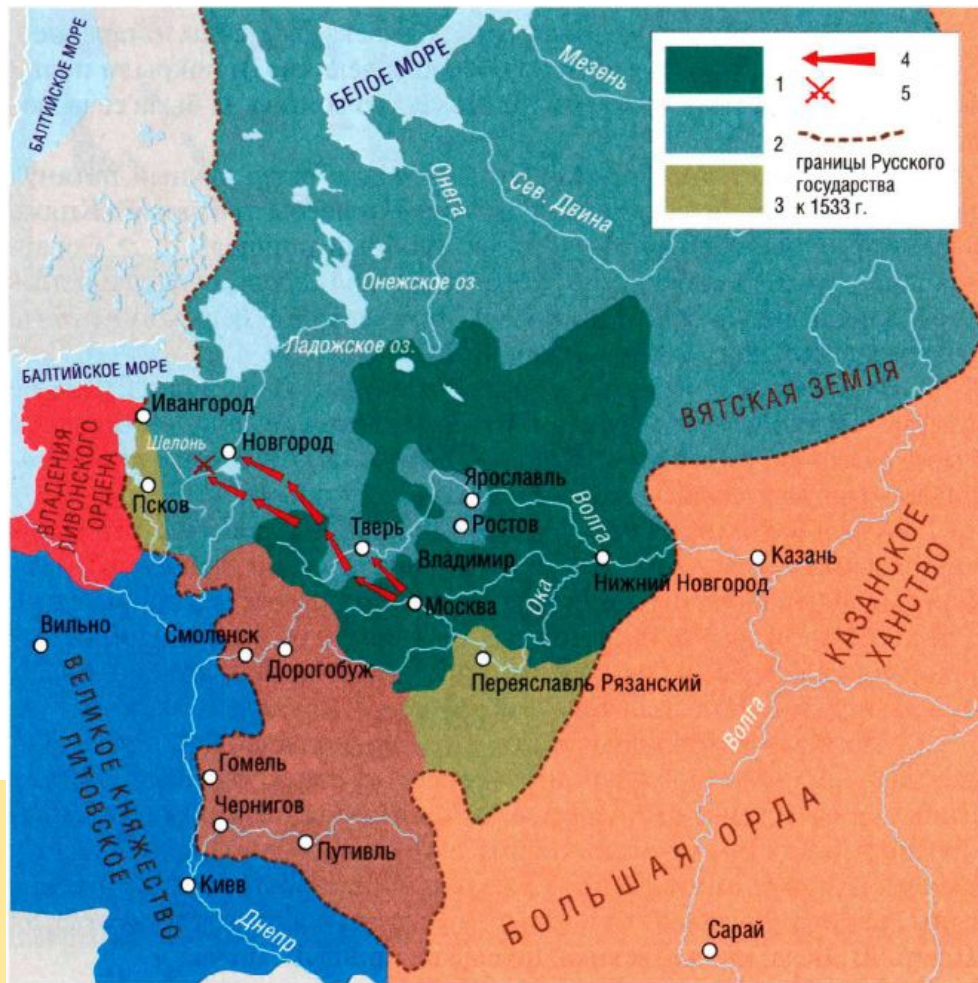 БАЛТИЙСКОЕ МОРЕ
БЕЛОЕ МОРЕ
Мезень
1
2
3
4
5
границы Русского
государства
к 1533 г.
Онега
Сев. Двина
Онежское оз.
Ладожское оз.
БАЛТИЙСКОЕ МОРЕ
Ивангород
Шелонь
Новгород
Псков
ВЛАДЕНИЯ
ЛИВОНСКОГО
ОРДЕНА
ВЯТСКАЯ ЗЕМЛЯ
Ярославль
Ростов
Тверь
Владимир
Волга
Нижний Новгород
Казань
Москва
Ока
КАЗАНСКОЕ
ХАНСТВО
Вильно
Смоленск
Дорогобуж
Переяславль Рязанский
ВЕЛИКОЕ КНЯЖЕСТВО
ЛИТОВСКОЕ
Волга
Гомель
Чернигов
Путивль
Киев
Днепр
БОЛЬШАЯ ОРДА
Сарай